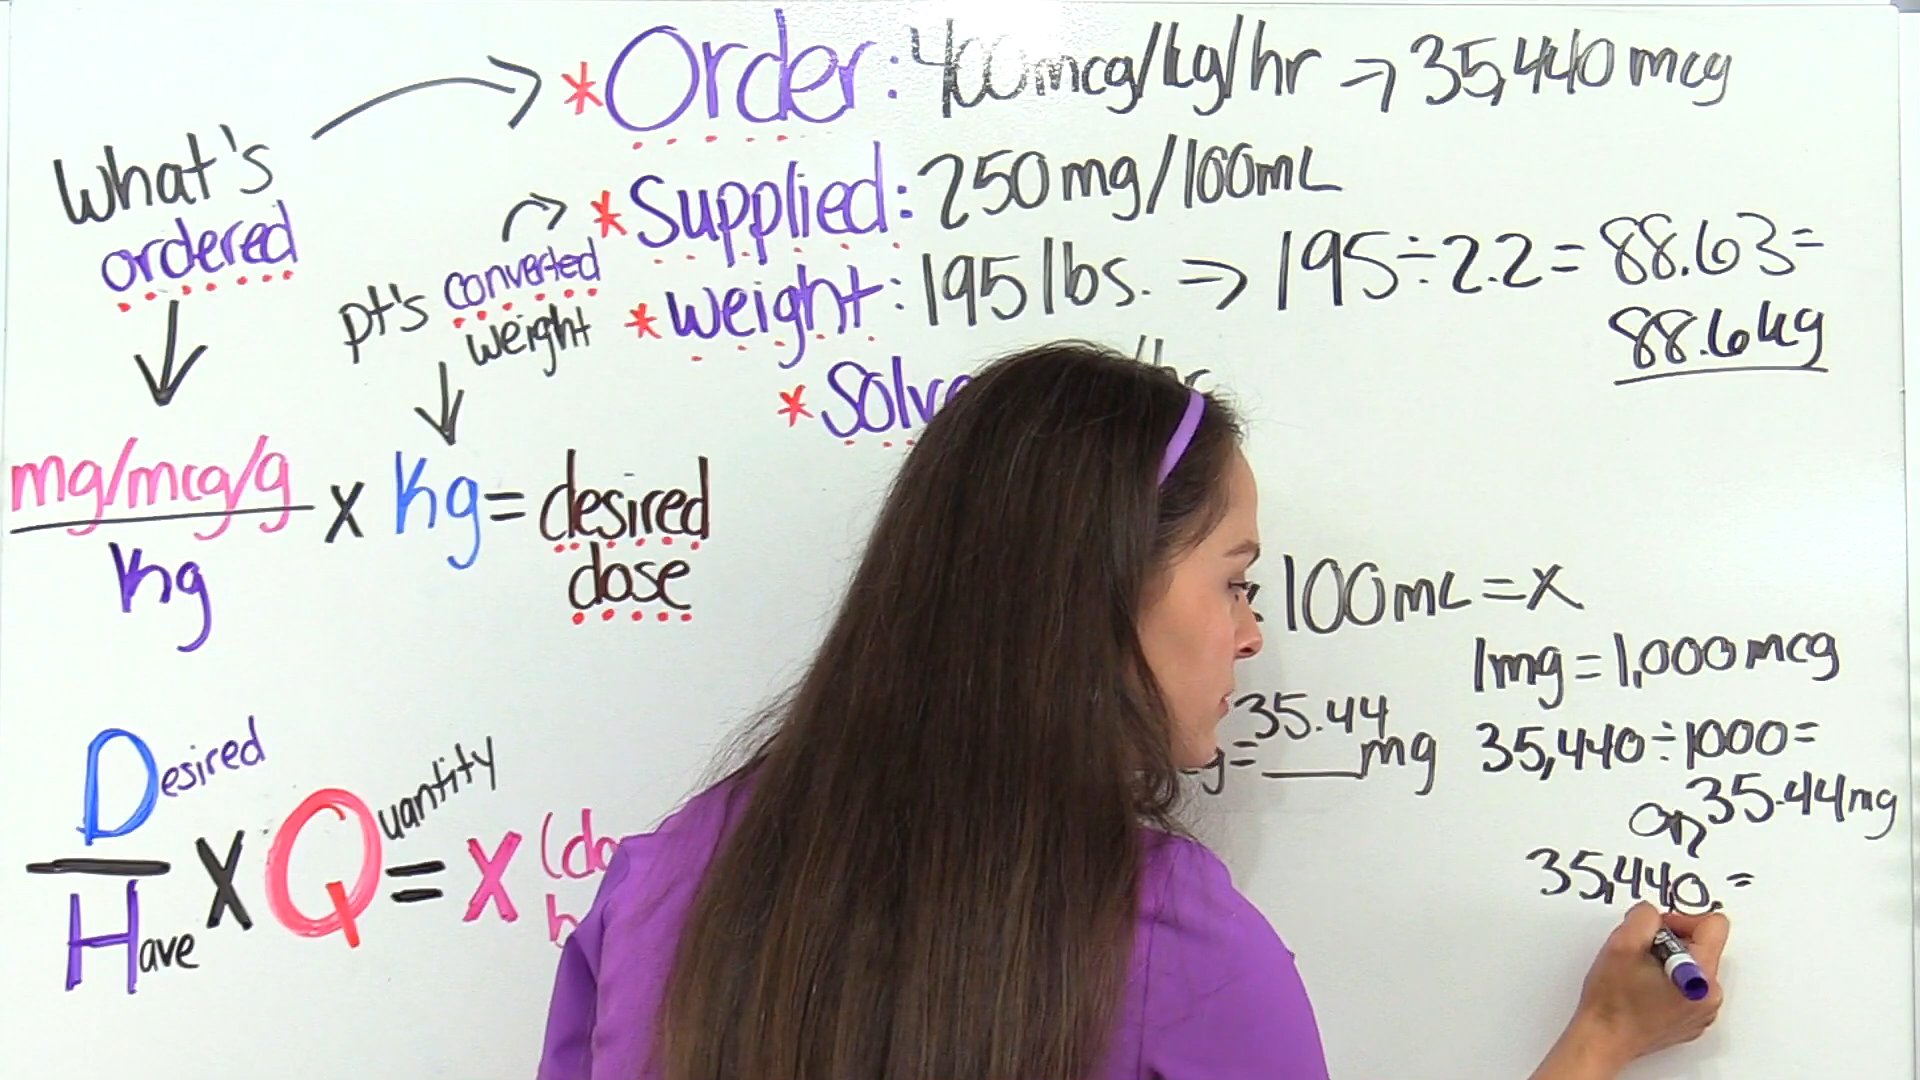 *Order: 400mcg/kg/hr → 35,440 mcg
*Supplied: 250mg/100mL
*Weight: 195 lbs. → 195÷2.2= 88.63=
88.6kg
*Solve
What's
ordered
pt's converted
weight
mg/mcg/g
kg
x kg = desired
dose
100mL = x
1mg = 1,000 mcg
= 35.44 mg
35,440÷1000=
35.44mg
or
35,440. =
Desired
Have
x Quantity = x